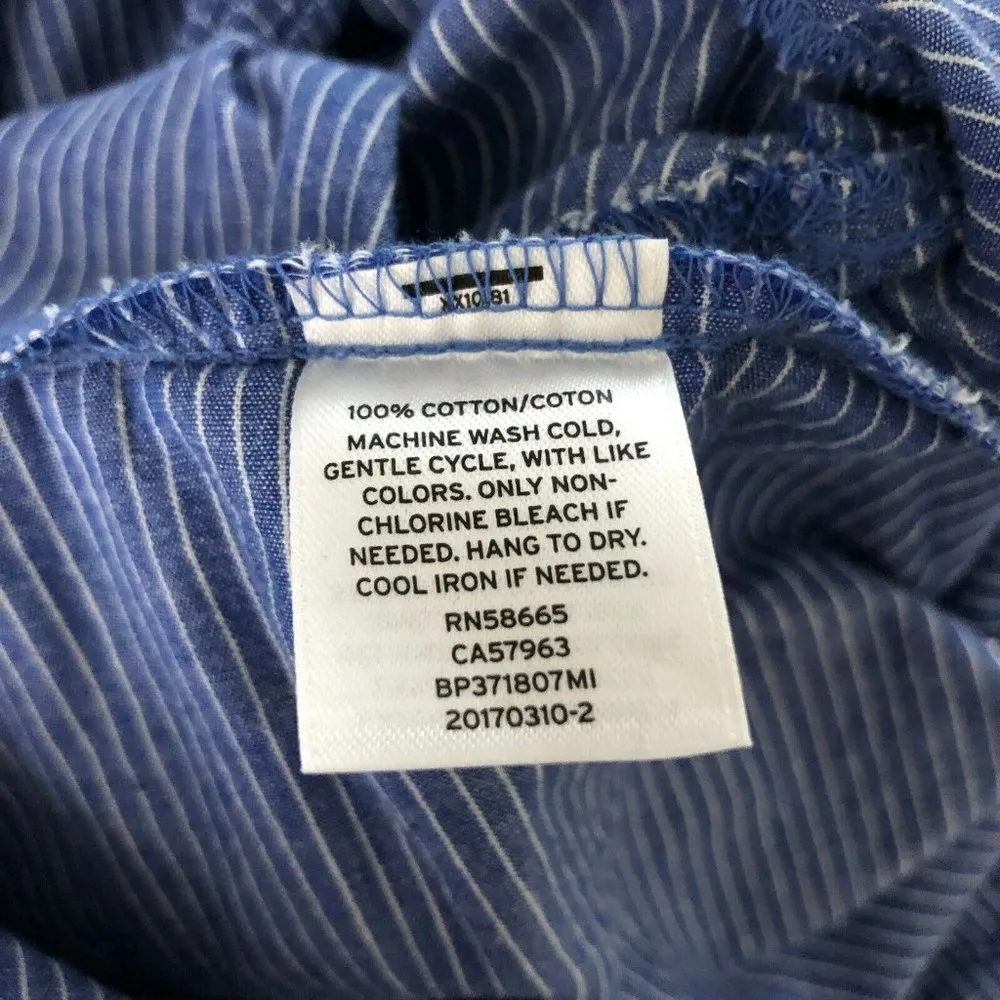 100% COTTON/COTON
MACHINE WASH COLD,
GENTLE CYCLE, WITH LIKE
COLORS. ONLY NON-
CHLORINE BLEACH IF
NEEDED. HANG TO DRY.
COOL IRON IF NEEDED.
RN58665
CA57963
BP371807MI
20170310-2